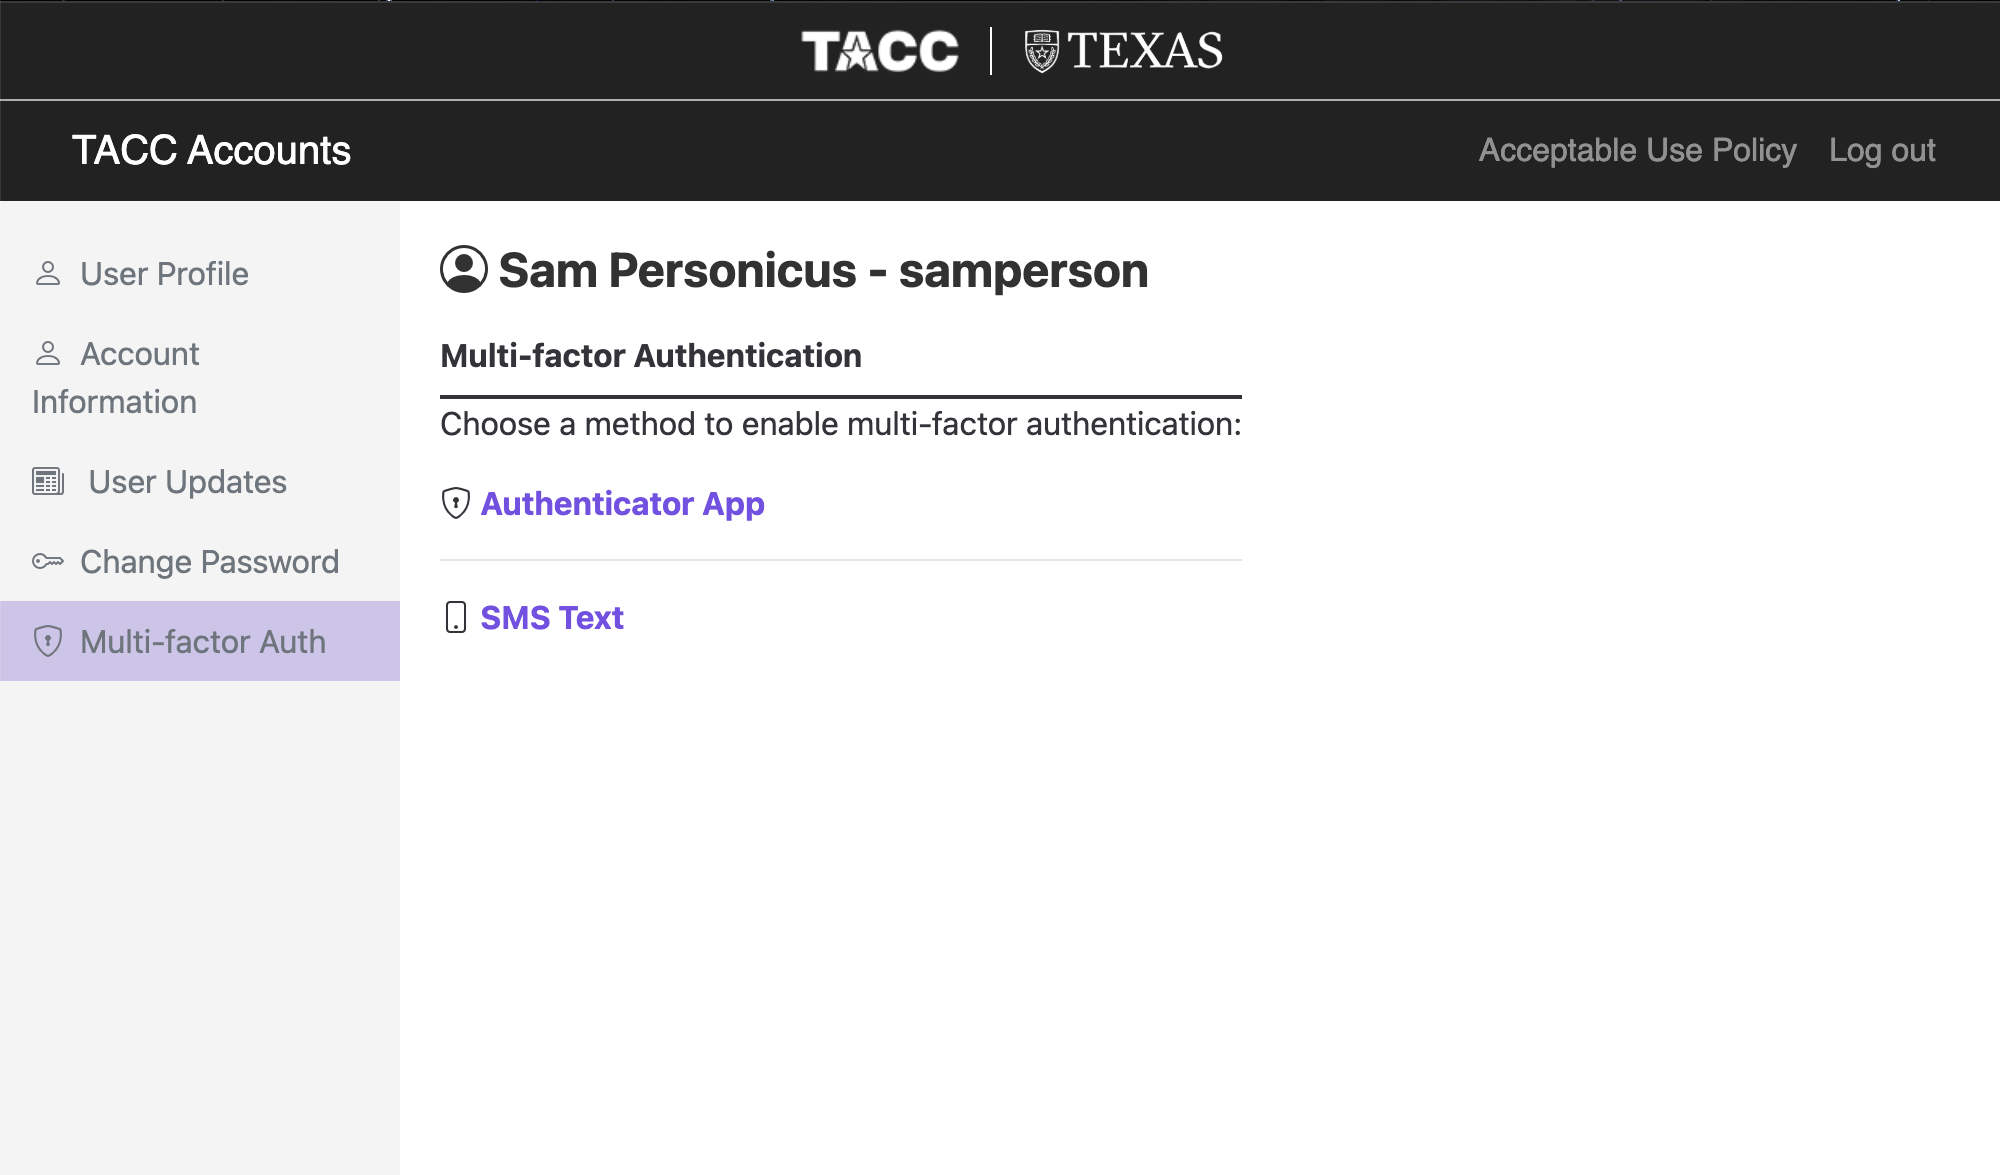 TACC
TEXAS
TACC Accounts
Acceptable Use Policy
Log out
User Profile
Account
Information
User Updates
Change Password
Multi-factor Auth
Sam Personicus - samperson
Multi-factor Authentication
Choose a method to enable multi-factor authentication:
Authenticator App
SMS Text